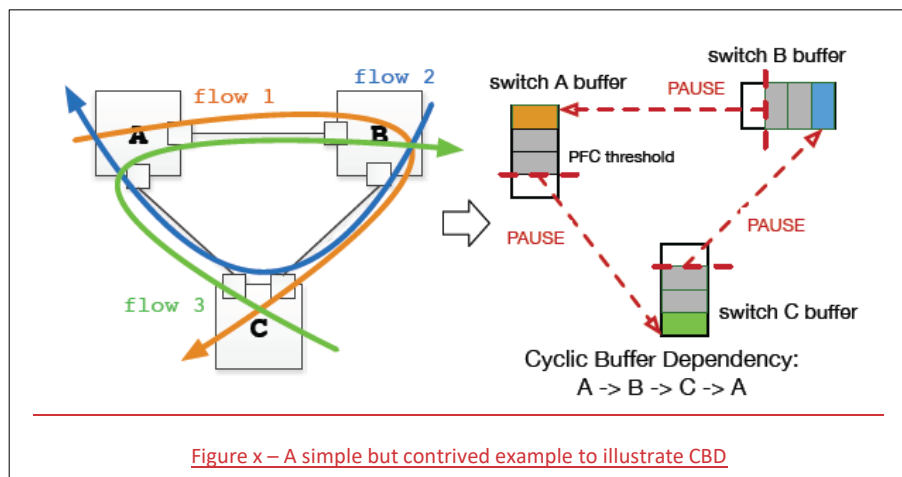 flow 1
flow 2
A
B
flow 3
C
switch A buffer
switch B buffer
PAUSE
PFC threshold
PAUSE
PAUSE
switch C buffer
Cyclic Buffer Dependency:
A -> B -> C -> A
Figure x – A simple but contrived example to illustrate CBD